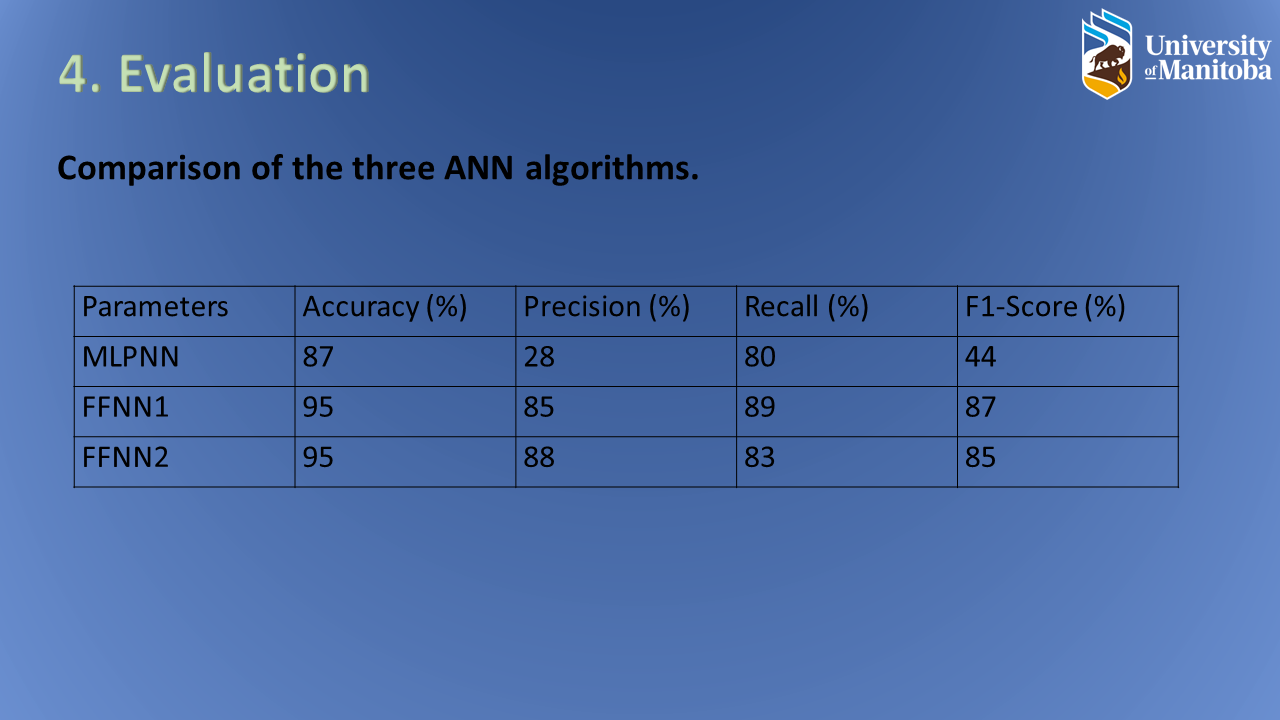 4. Evaluation
University
of Manitoba
Comparison of the three ANN algorithms.
Parameters Accuracy (%) Precision (%) Recall (%) F1-Score (%)
MLPNN 87 28 80 44
FFNN1 95 85 89 87
FFNN2 95 88 83 85